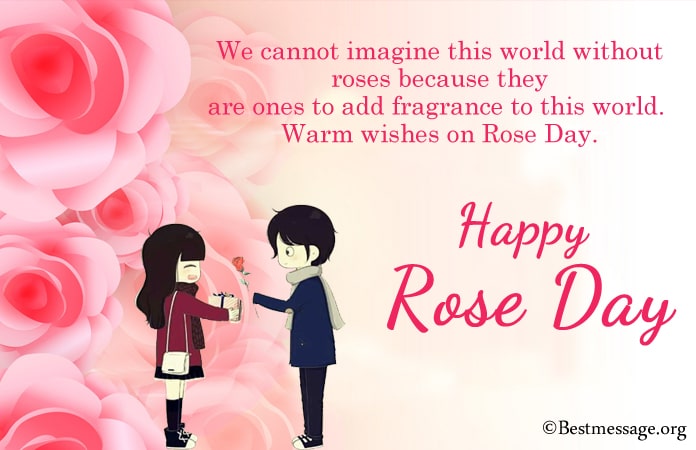 We cannot imagine this world without
roses because they
are ones to add fragrance to this world.
Warm wishes on Rose Day.
Happy
Rose Day
©Bestmessage.org